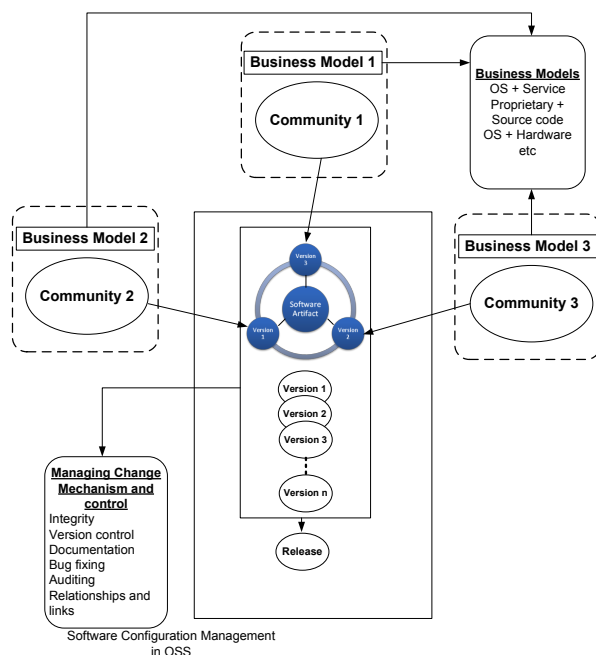 Business Model 1
Community 1
Business Models
OS + Service
Proprietary +
Source code
OS + Hardware
etc
Business Model 2
Community 2
Business Model 3
Community 3
Version
3
Software
Artifact
Version
Version
2
Version 1
Version 2
Version 3
Version n
Release
Managing Change
Mechanism and
control
Integrity
Version control
Documentation
Bug fixing
Auditing
Relationships and
links
Software Configuration Management
in OSS